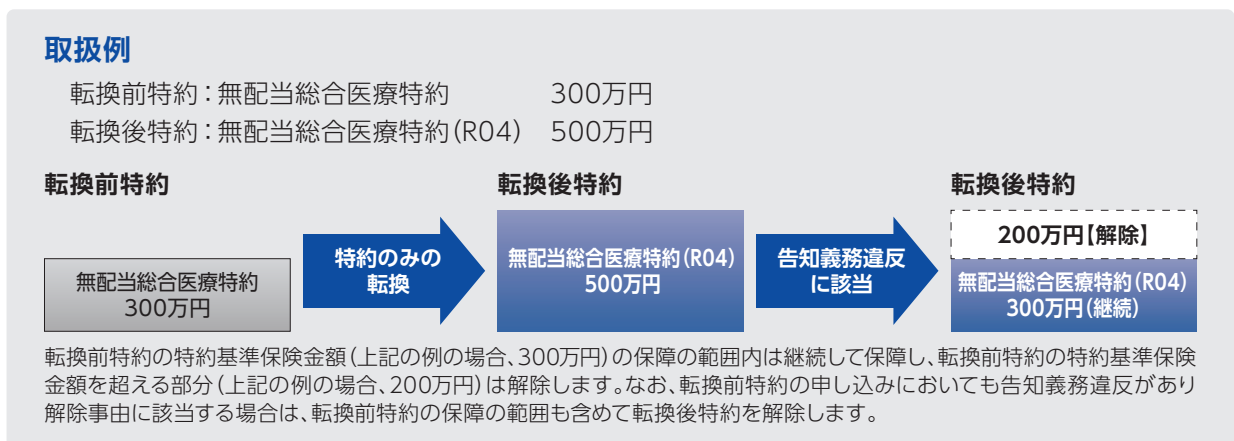 取扱例
転換前特約：無配当総合医療特約 300万円
転換後特約：無配当総合医療特約（R04） 500万円
転換前特約
転換後特約
転換後特約
無配当総合医療特約
300万円
特約のみの
転換
無配当総合医療特約（R04）
500万円
告知義務違反
に該当
200万円【解除】
無配当総合医療特約（R04）
300万円（継続）
転換前特約の特約基準保険金額（上記の例の場合、300万円）の保障の範囲内は継続して保障し、転換前特約の特約基準保険
金額を超える部分（上記の例の場合、200万円）は解除します。なお、転換前特約の申し込みにおいても告知義務違反があり
解除事由に該当する場合は、転換前特約の保障の範囲も含めて転換後特約を解除します。